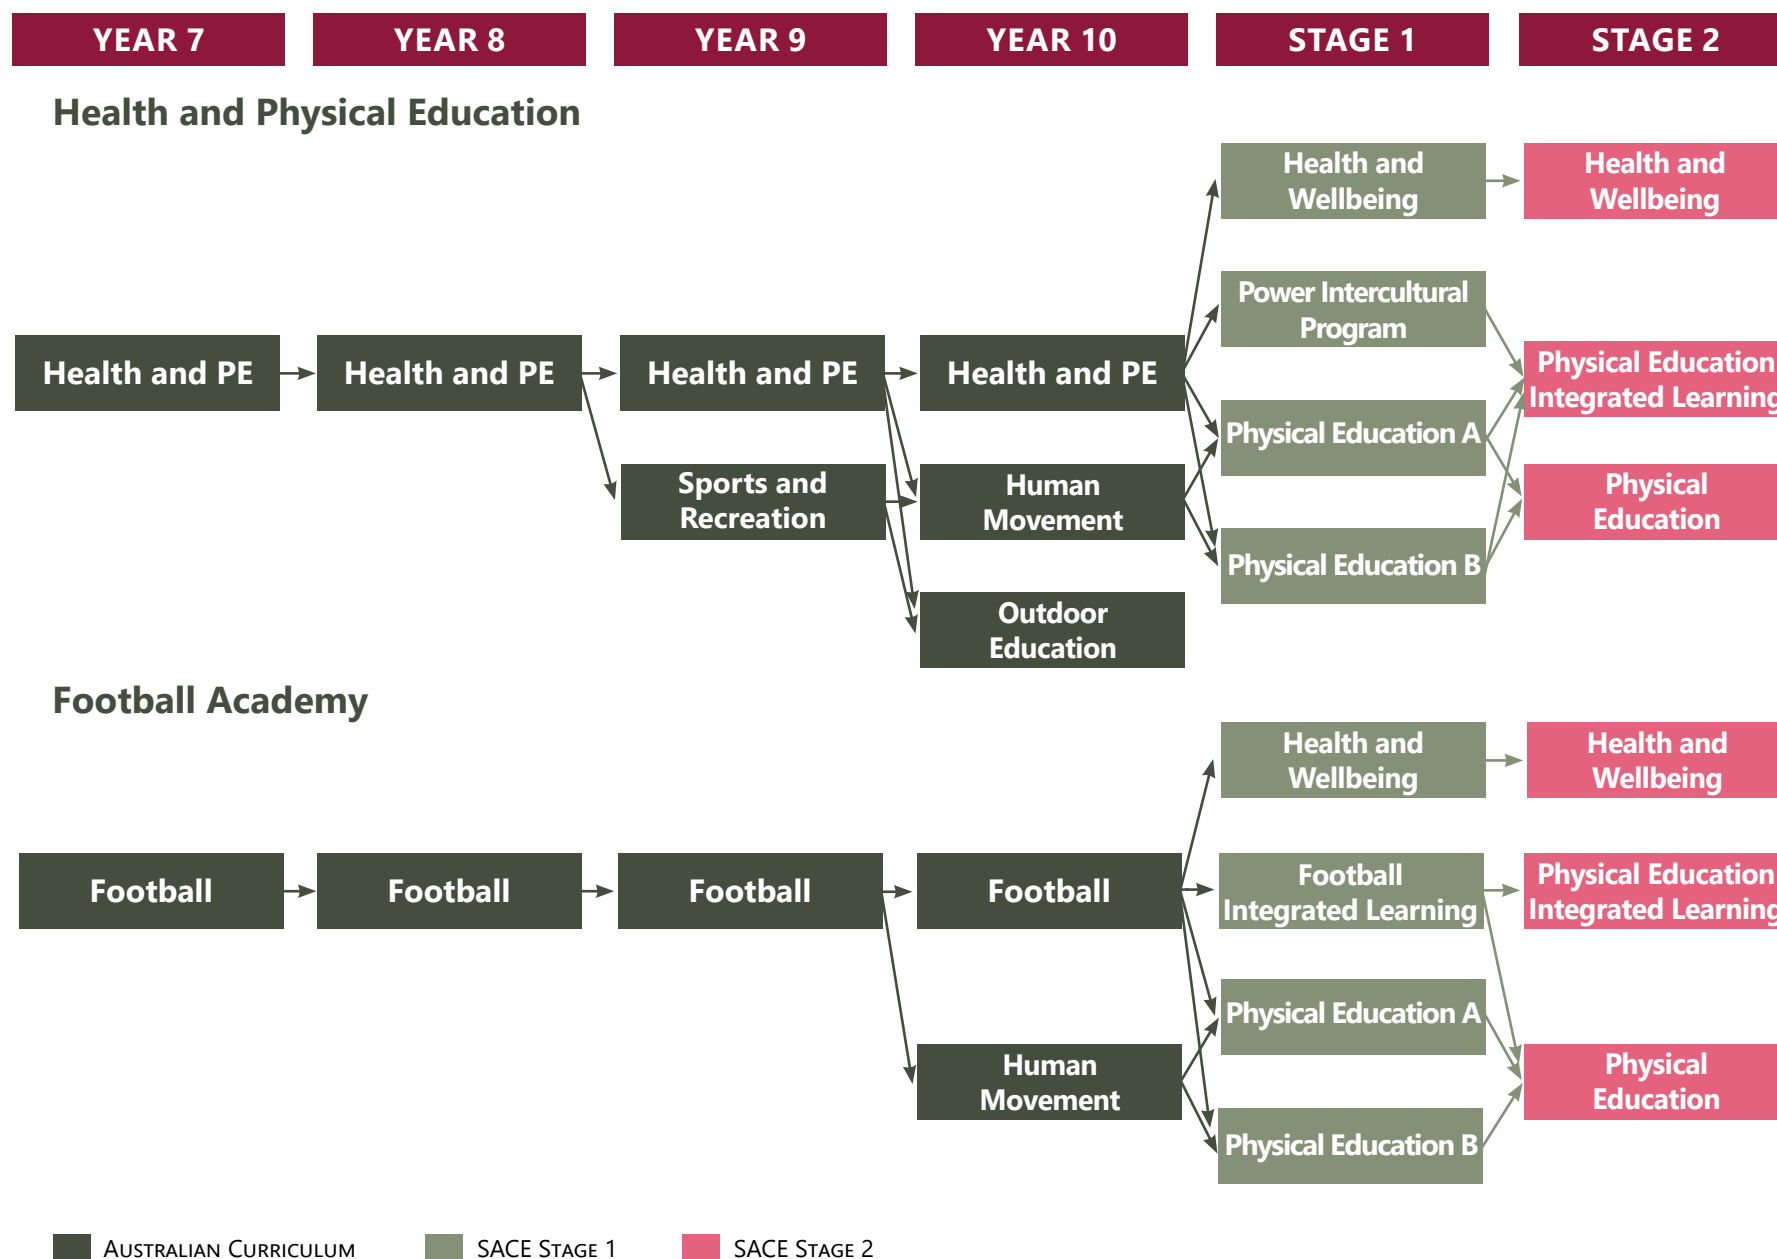 YEAR 7
YEAR 8
YEAR 9
YEAR 10
STAGE 1
STAGE 2
Health and Physical Education
Health and
Wellbeing
Health and
Wellbeing
Power Intercultural
Program
Health and PE
Health and PE
Health and PE
Health and PE
Physical Education
Integrated Learning
Physical Education A
Sports and
Recreation
Human
Movement
Physical
Education
Physical Education B
Outdoor
Education
Football Academy
Health and
Wellbeing
Health and
Wellbeing
Football
Football
Football
Football
Football
Integrated Learning
Physical Education
Integrated Learning
Physical Education A
Human
Movement
Physical
Education
Physical Education B
Australian Curriculum
SACE Stage 1
SACE Stage 2